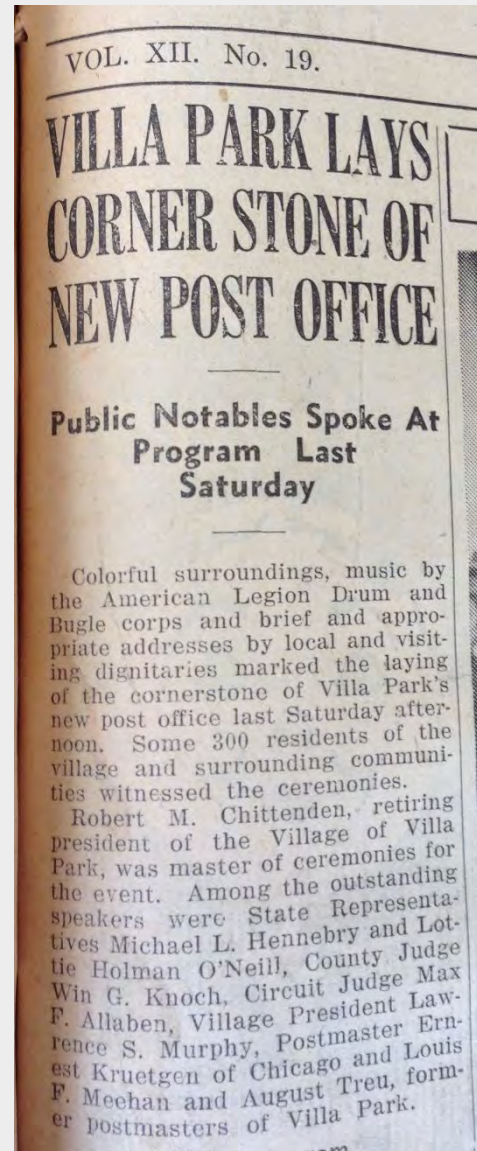 VOL. XII. No. 19.
VILLA PARK LAYS
CORNER STONE OF
NEW POST OFFICE
Public Notables Spoke At
Program Last
Saturday
Colorful surroundings, music by
the American Legion Drum and
Bugle corps and brief and appro-
priate addresses by local and visit-
ing dignitaries marked the laying
of the cornerstone of Villa Park's
new post office last Saturday after-
noon. Some 300 residents of the
village and surrounding communi-
ties witnessed the ceremonies.
Robert M. Chittenden, retiring
president of the Village of Villa
Park, was master of ceremonies for
the event. Among the outstanding
speakers were State Representa-
tives Michael L. Hennebry and Lot-
tie Holman O'Neill, County Judge
Win G. Knoch, Circuit Judge Max
F. Allaben, Village President Law-
rence S. Murphy, Postmaster Ern-
est Kruetgen of Chicago and Louis
F. Meehan and August Treu, form-
er postmasters of Villa Park.